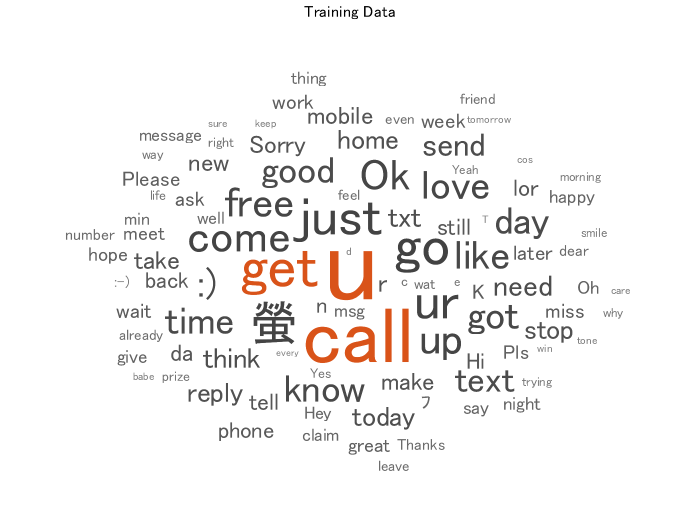 Training Data
thing
work
friend
mobile
sure
keep
even
week
tomorrow
message
right
Sorry
home
send
way
new
good
Ok
cos
Please
Yeah
love
lor
morning
life
ask
free
feel
happy
min
well
just
txt
still
T
day
number
meet
come
go
smile
hope
take
get
u
d
like
later
dear
:-)
back
:)
r
c
wat
e
K
need
Oh
care
wait
time
螢
n
msg
ur
got
miss
why
already
call
up
stop
tone
give
da
think
every
Hi
Pls
win
babe
prize
Yes
know
make
text
trying
reply
tell
Hey
today
フ
say
night
phone
claim
great
Thanks
leave